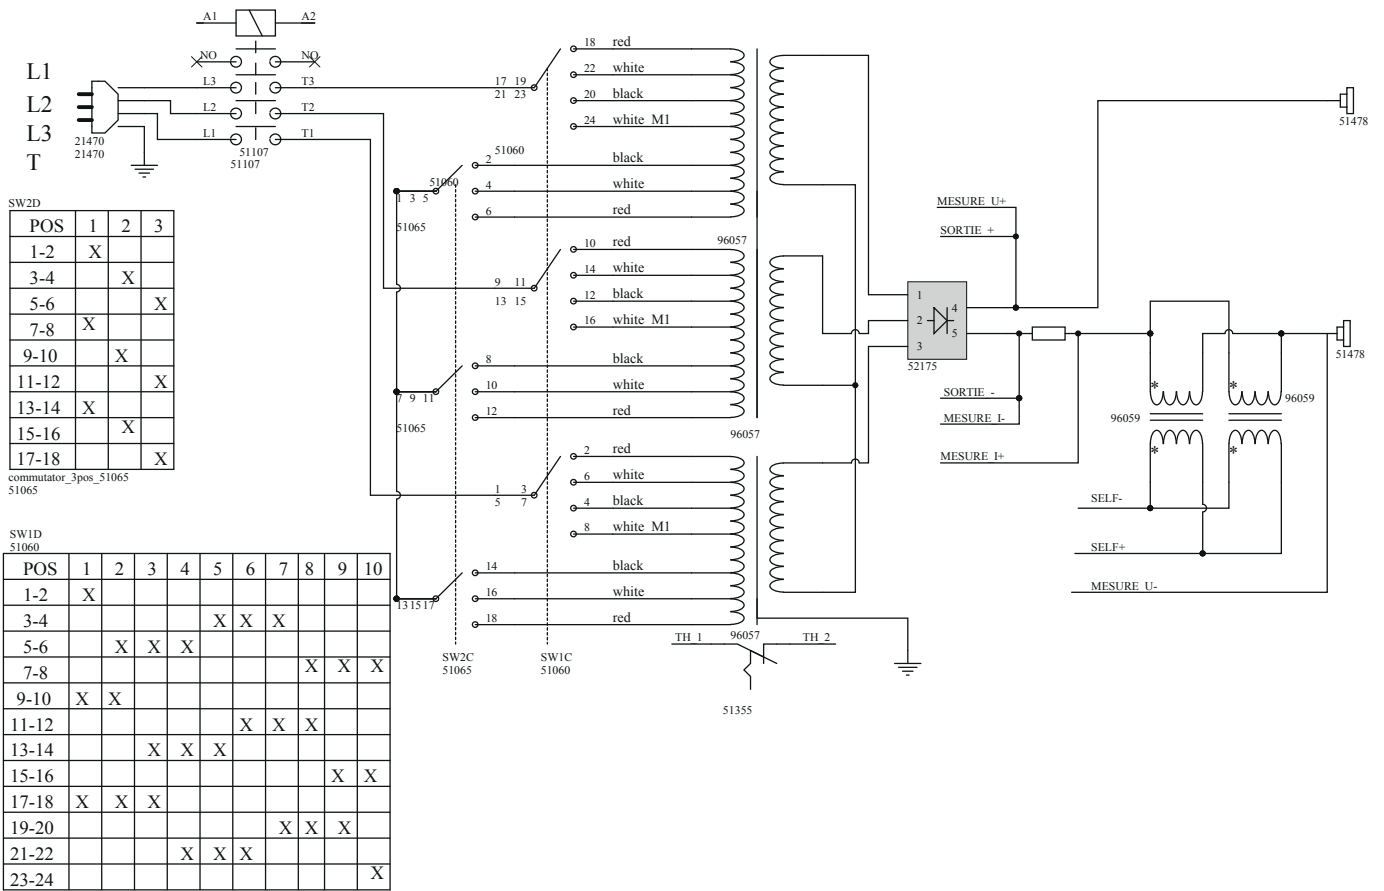 A1 A2
NO NO
L1
L2
L3
T
L3 T3
L2 T2
L1 T1
21470
21470
51107
51107
17 19
21 23
18 red
22 white
20 black
24 white M1
51060
2 black
4 white
6 red
51060
1 3 5
51065
96057
9 11
13 15
10 red
14 white
12 black
16 white M1
8 black
10 white
12 red
7 9 11
51065
96057
1 3
5 7
2 red
6 white
4 black
8 white M1
14 black
16 white
18 red
13 15 17
SW2C
51065
SW1C
51060
TH 1 96057 TH 2
51355
MESURE U+
SORTIE +
1
2
3
4
5
52175
SORTIE -
MESURE I-
MESURE I+
51478
51478
* *
96059
96059
* *
SELF-
SELF+
MESURE U-
SW2D
POS 1 2 3
1-2 X
3-4 X
5-6 X
7-8 X
9-10 X
11-12 X
13-14 X
15-16 X
17-18 X
commutator_3pos_51065
51065
SW1D
51060
POS 1 2 3 4 5 6 7 8 9 10
1-2 X
3-4 X X X
5-6 X X X
7-8 X X X
9-10 X X
11-12 X X X
13-14 X X X
15-16 X X
17-18 X X X
19-20 X X X
21-22 X X X
23-24 X